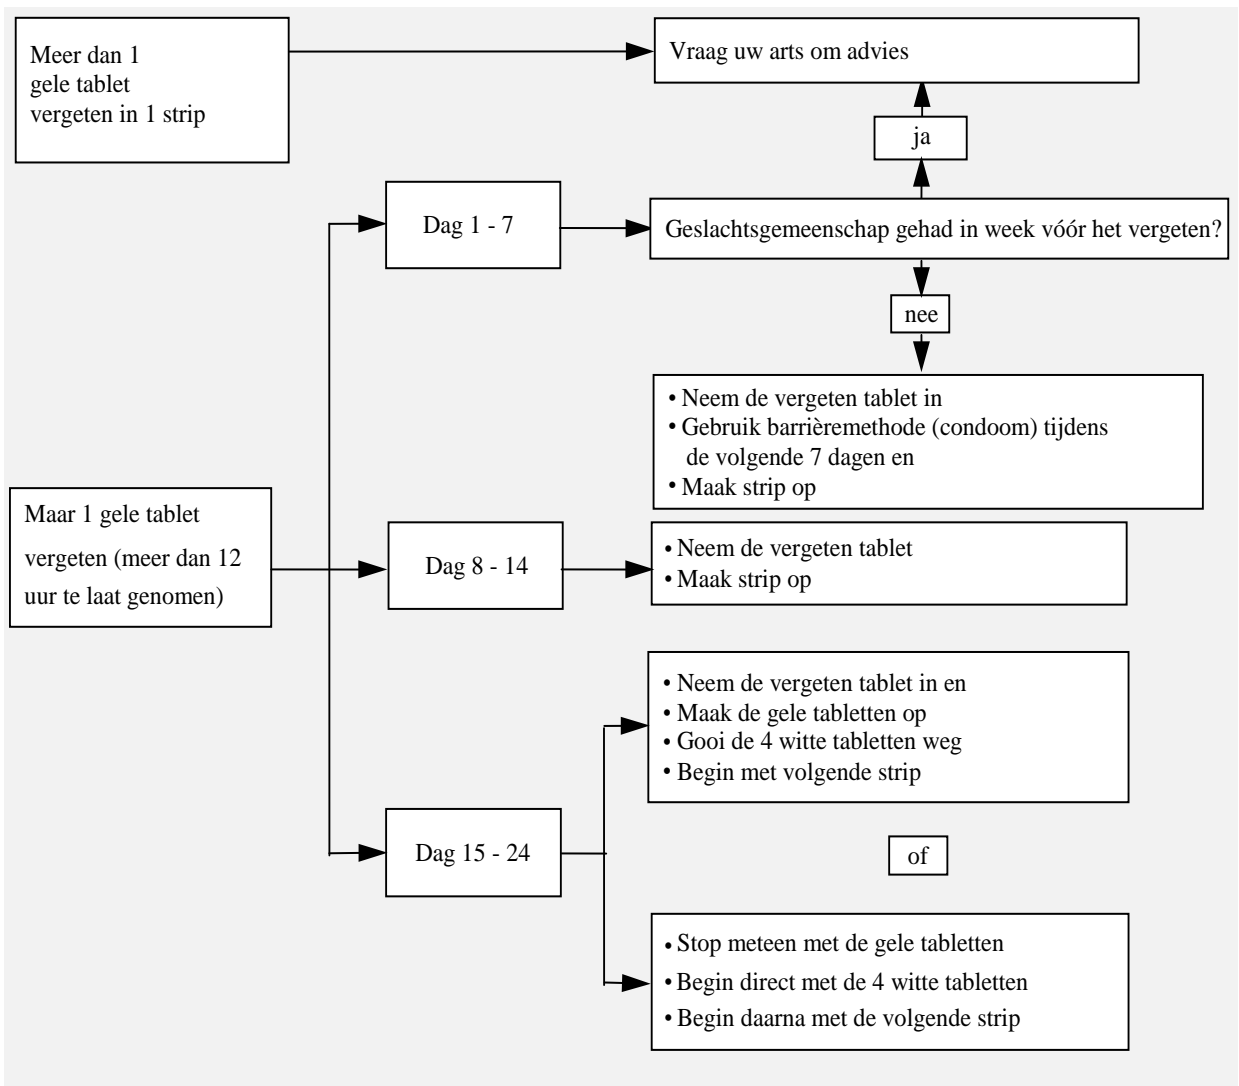 Meer dan 1
gele tablet
vergeten in 1 strip
Vraag uw arts om advies
ja
Dag 1 - 7
Geslachtsgemeenschap gehad in week vóór het vergeten?
nee
• Neem de vergeten tablet in
• Gebruik barrièremethode (condoom) tijdens
de volgende 7 dagen en
• Maak strip op
Maar 1 gele tablet
vergeten (meer dan 12
uur te laat genomen)
Dag 8 - 14
• Neem de vergeten tablet
• Maak strip op
• Neem de vergeten tablet in en
• Maak de gele tabletten op
• Gooi de 4 witte tabletten weg
• Begin met volgende strip
Dag 15 - 24
of
• Stop meteen met de gele tabletten
• Begin direct met de 4 witte tabletten
• Begin daarna met de volgende strip